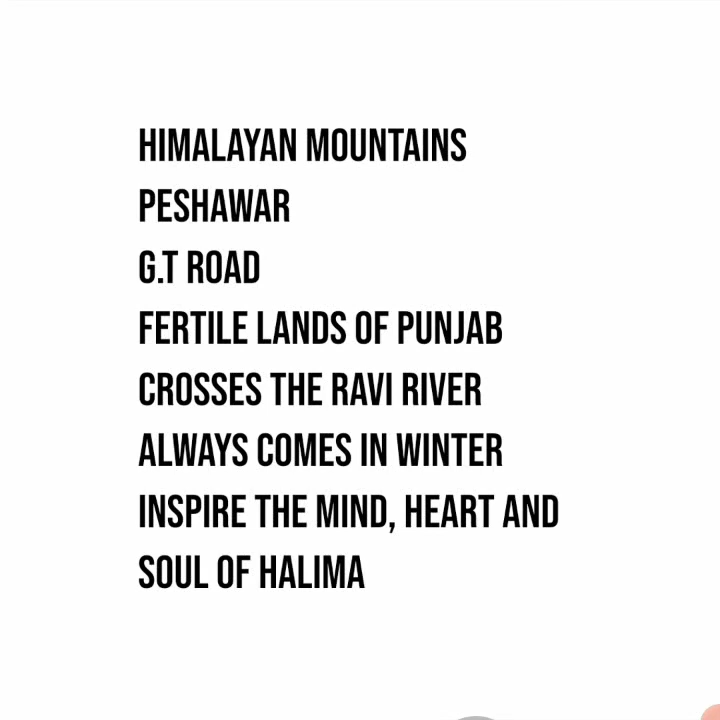 HIMALAYAN MOUNTAINS
PESHAWAR
G.T ROAD
FERTILE LANDS OF PUNJAB
CROSSES THE RAVI RIVER
ALWAYS COMES IN WINTER
INSPIRE THE MIND, HEART AND
SOUL OF HALIMA